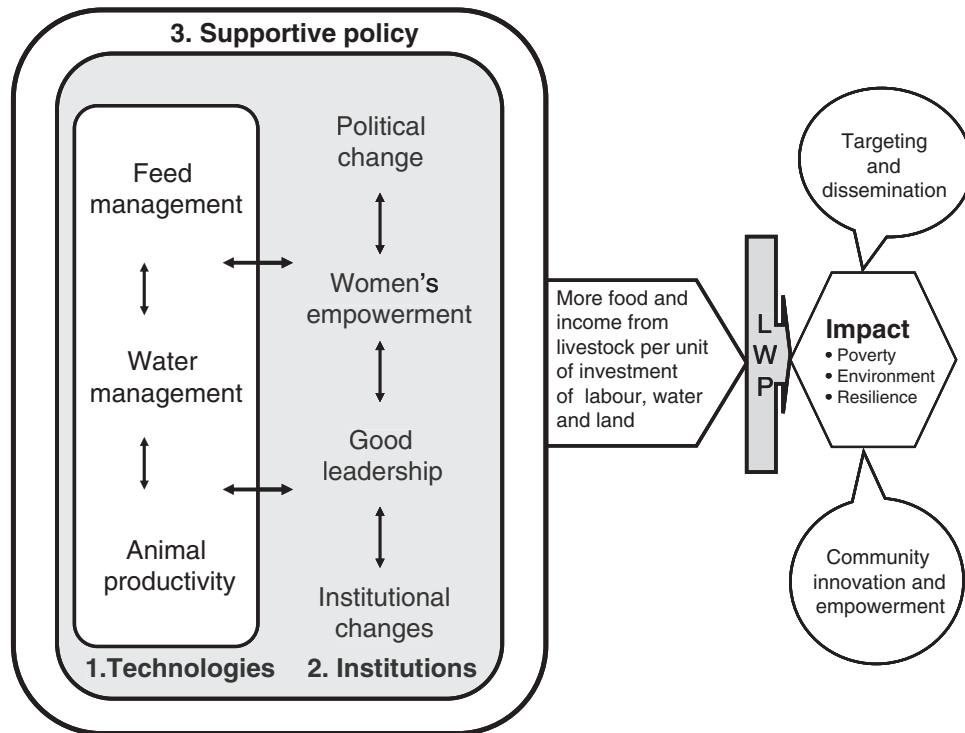 3. Supportive policy
Feed
management
Water
management
Animal
productivity
1.Technologies
Political
change
Women's
empowerment
Good
leadership
Institutional
changes
2. Institutions
More food and
income from
livestock per unit
of investment
of labour, water
and land
L
W
P
Targeting
and
dissemination
Impact
• Poverty
• Environment
• Resilience
Community
innovation and
empowerment